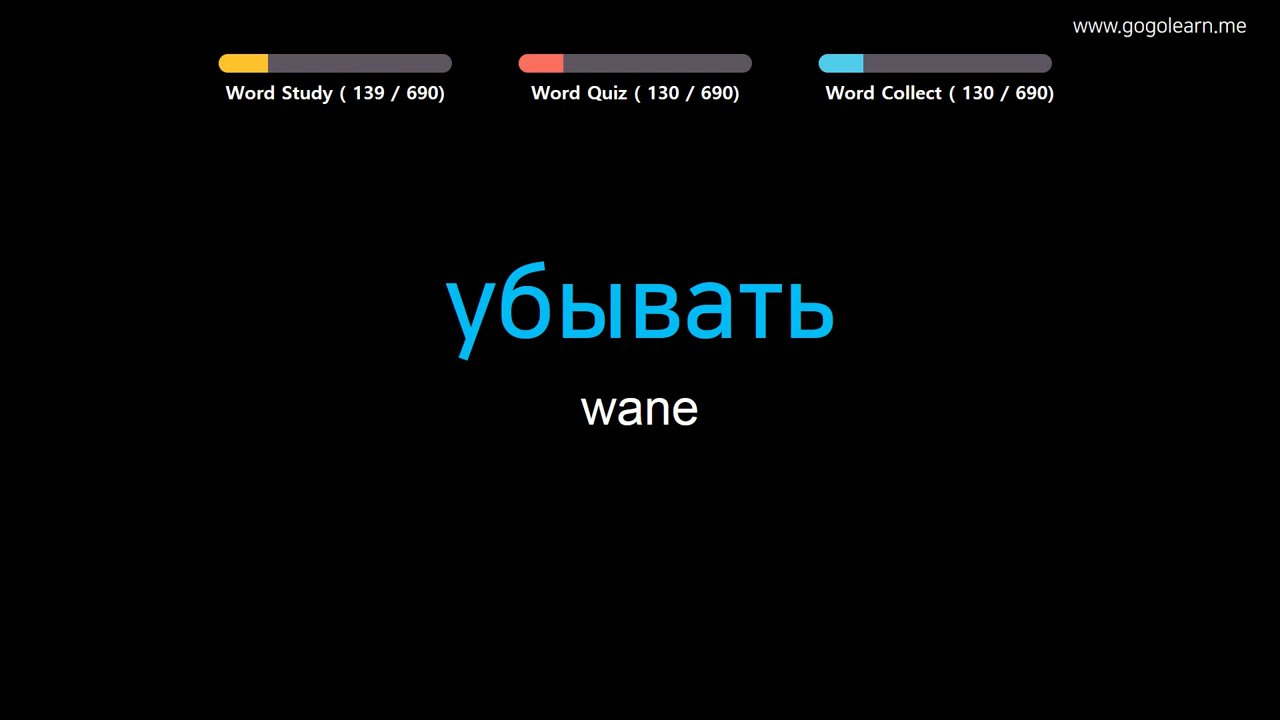 www.gogolearn.me
Word Study ( 139 / 690) Word Quiz ( 130 / 690) Word Collect ( 130 / 690)
убывать
wane